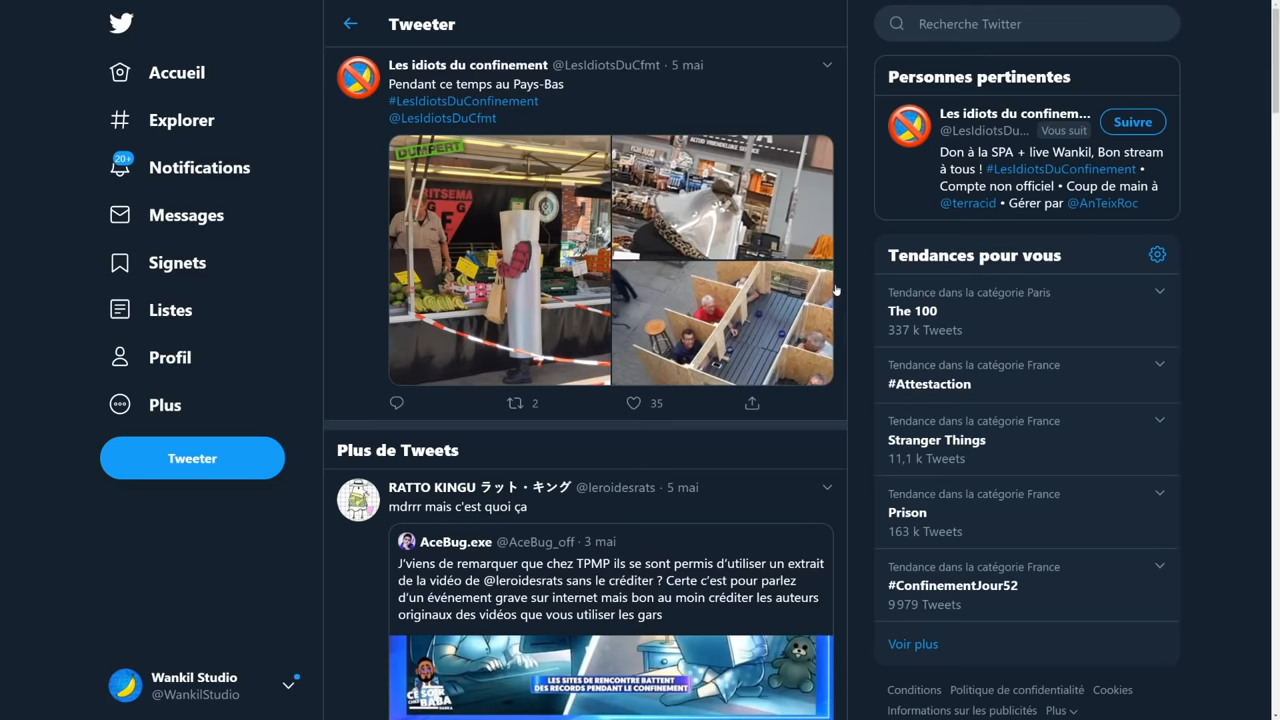 Accueil
Explorer
20+
Notifications
Messages
Signets
Listes
Profil
Plus
Tweeter
Wankil Studio
@WankilStudio
Tweeter
Les idiots du confinement @LesIdiotsDuCfmt · 5 mai
Pendant ce temps au Pays-Bas
#LesIdiotsDuConfinement
@LesIdiotsDuCfmt
DUMPERT
RITSEMA
2
35
Plus de Tweets
RATTO KINGU ラット・キング @leroidesrats · 5 mai
mdrrr mais c'est quoi ça
AceBug.exe @AceBug_off · 3 mai
J'viens de remarquer que chez TPMP ils se sont permis d'utiliser un extrait
de la vidéo de @leroidesrats sans le créditer ? Certe c'est pour parlez
d'un événement grave sur internet mais bon au moin créditer les auteurs
originaux des vidéos que vous utiliser les gars
LES SITES DE RENCONTRE BATTENT
DES RECORDS PENDANT LE CONFINEMENT
CE SOIR
CHEZ
BABA
Recherche Twitter
Personnes pertinentes
Les idiots du confinem...
@LesIdiotsDu... Vous suit
Suivre
Don à la SPA + live Wankil, Bon stream
à tous ! #LesIdiotsDuConfinement •
Compte non officiel • Coup de main à
@terracid • Gérer par @AnTeixRoc
Tendances pour vous
Tendance dans la catégorie Paris
The 100
337 k Tweets
Tendance dans la catégorie France
#Attestaction
Tendance dans la catégorie France
Stranger Things
11,1 k Tweets
Tendance dans la catégorie France
Prison
163 k Tweets
Tendance dans la catégorie France
#ConfinementJour52
9 979 Tweets
Voir plus
Conditions Politique de confidentialité Cookies
Informations sur les publicités Plus